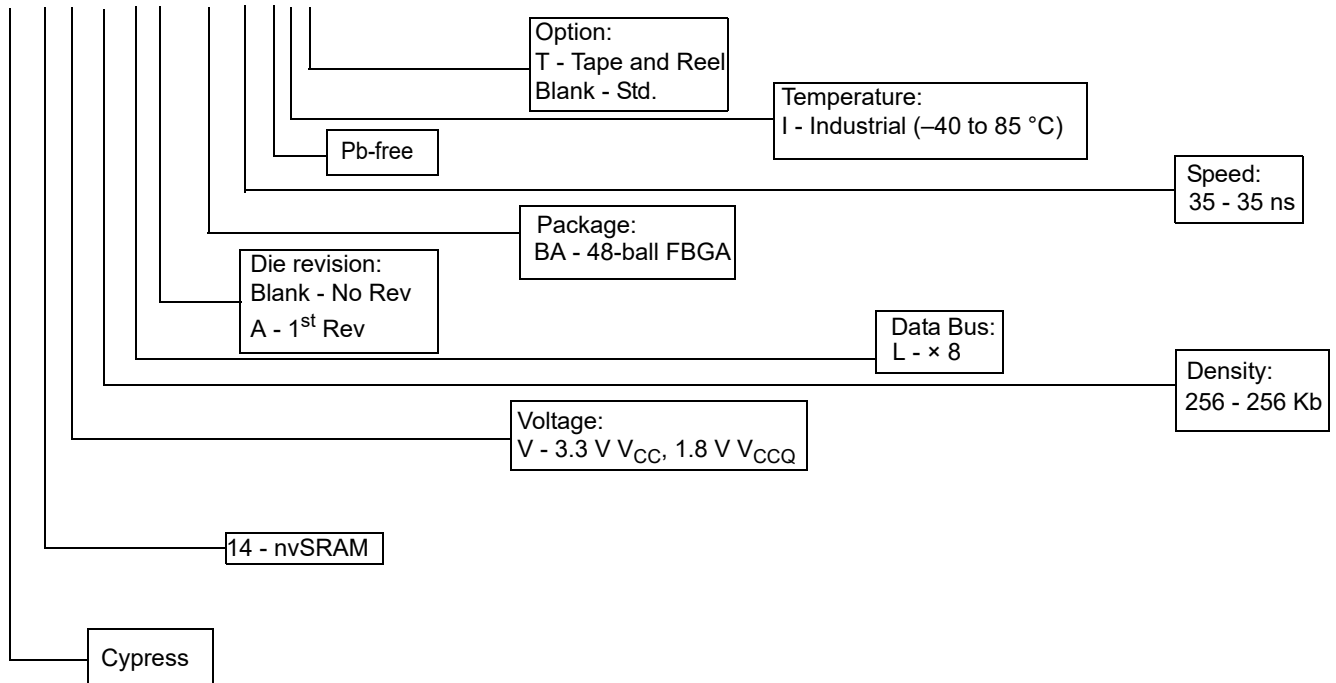 Option:
T - Tape and Reel
Blank - Std.
Temperature:
I - Industrial (–40 to 85 °C)
Pb-free
Speed:
35 - 35 ns
Package:
BA - 48-ball FBGA
Die revision:
Blank - No Rev
A - 1st Rev
Data Bus:
L - × 8
Density:
256 - 256 Kb
Voltage:
V - 3.3 V VCC, 1.8 V VCCQ
14 - nvSRAM
Cypress